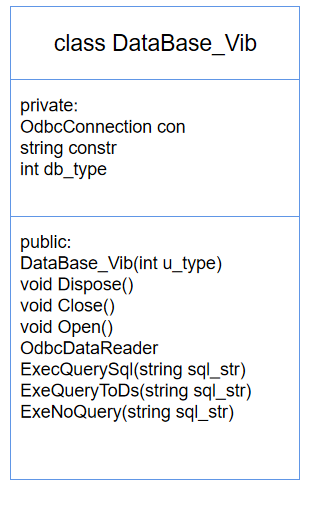 class DataBase_Vib
private:
OdbcConnection con
string constr
int db_type
public:
DataBase_Vib(int u_type)
void Dispose()
void Close()
void Open()
OdbcDataReader
ExecQuerySql(string sql_str)
ExeQueryToDs(string sql_str)
ExeNoQuery(string sql_str)